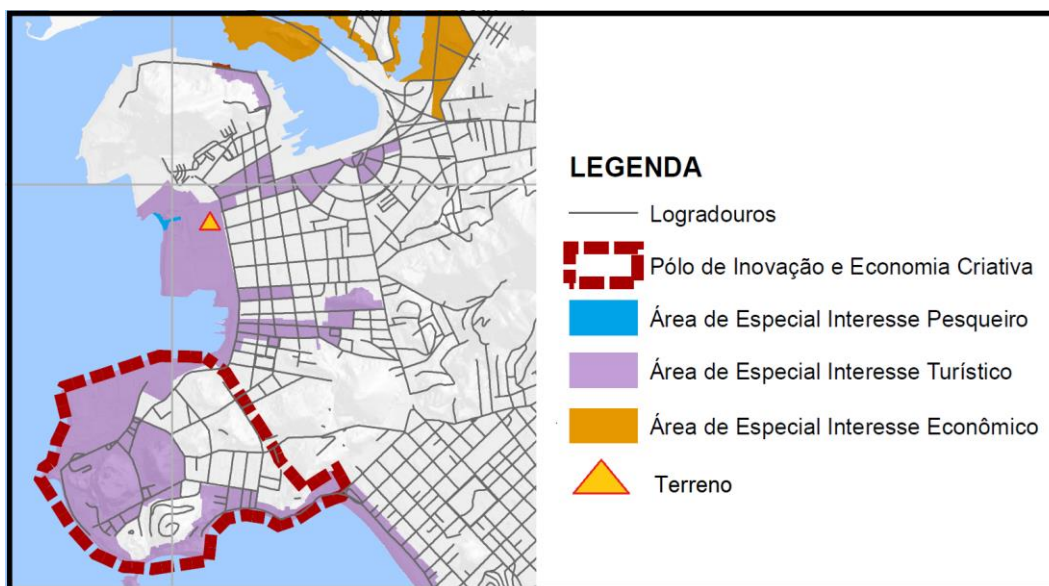 LEGENDA
Logradouros
Pólo de Inovação e Economia Criativa
Área de Especial Interesse Pesqueiro
Área de Especial Interesse Turístico
Área de Especial Interesse Econômico
Terreno